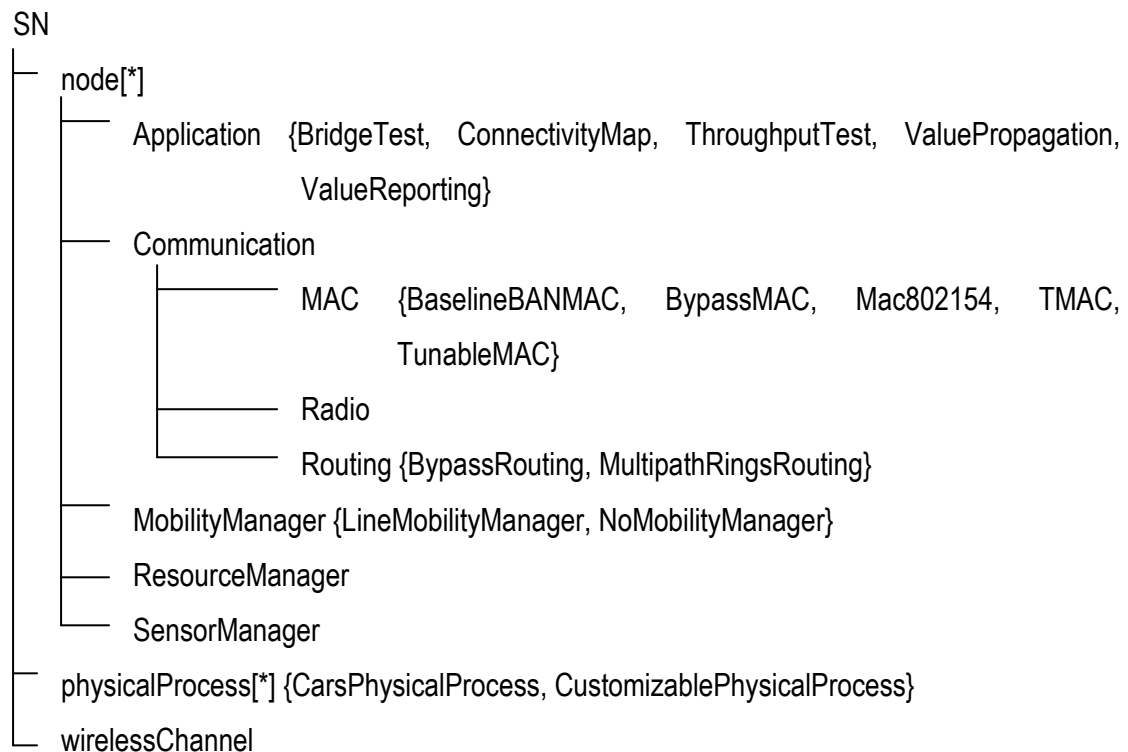 SN
node[*]
Application {BridgeTest, ConnectivityMap, ThroughputTest, ValuePropagation,
ValueReporting}
Communication
MAC {BaselineBANMAC, BypassMAC, Mac802154, TMAC,
TunableMAC}
Radio
Routing {BypassRouting, MultipathRingsRouting}
MobilityManager {LineMobilityManager, NoMobilityManager}
ResourceManager
SensorManager
physicalProcess[*] {CarsPhysicalProcess, CustomizablePhysicalProcess}
wirelessChannel